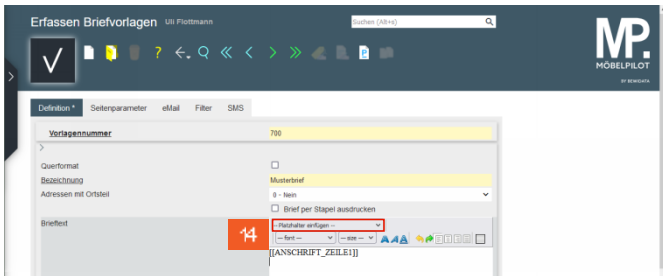 Erfassen Briefvorlagen Uli Flottmann
Suchen (Alt+s)
MP.
MÖBELPILOT
BY BEWIDATA
Definition * Seitenparameter eMail Filter SMS
Vorlagennummer 700
Querformat
Bezeichnung Musterbrief
Adressen mit Ortsteil 0 - Nein
Brief per Stapel ausdrucken
Brieftext -- Platzhalter einfügen --
14
-- font -- -- size -- A A A
[[ANSCHRIFT_ZEILE1]]